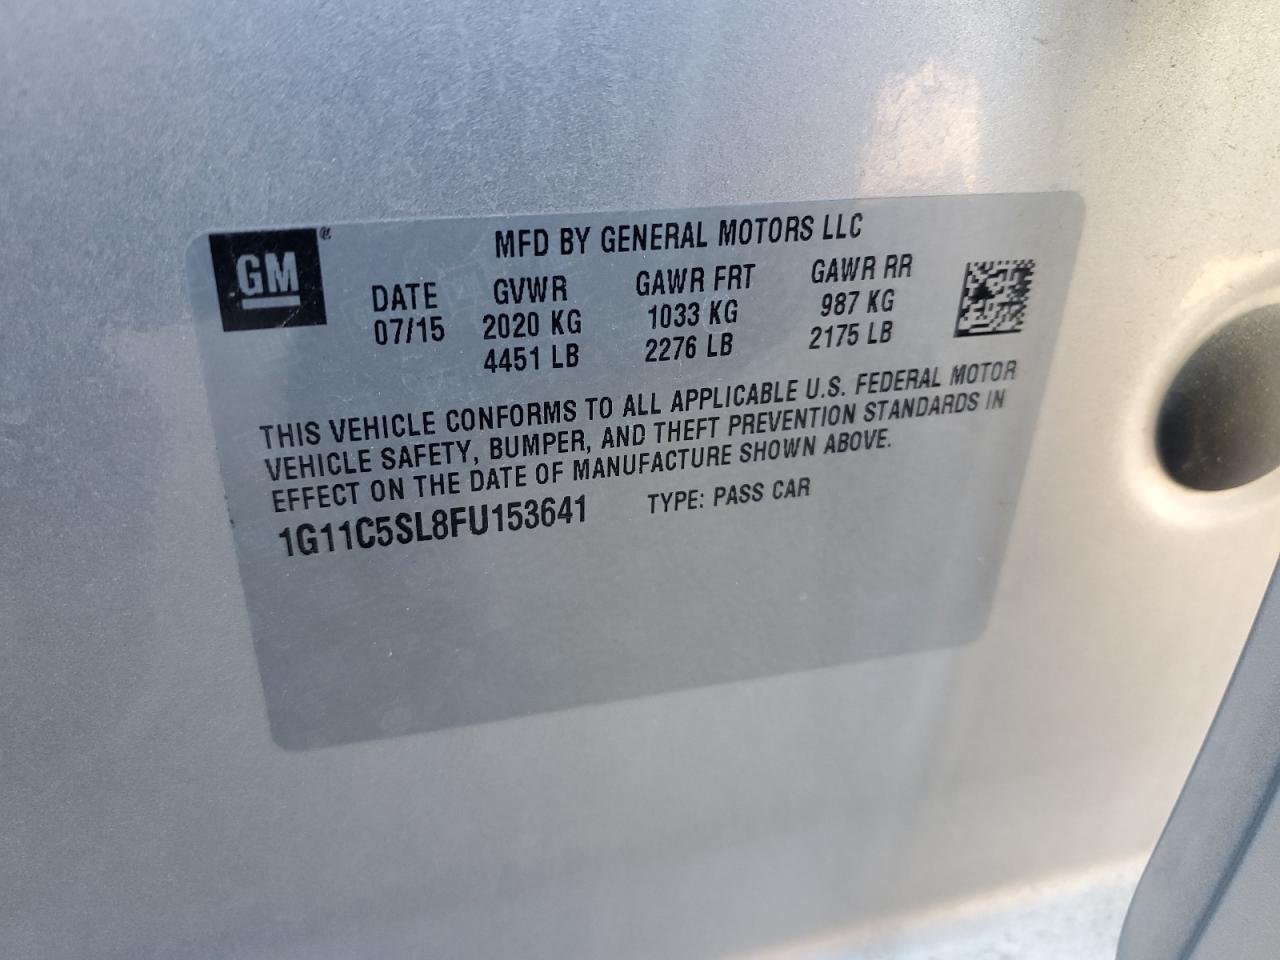 GM®
MFD BY GENERAL MOTORS LLC
DATE GVWR GAWR FRT GAWR RR
07/15 2020 KG 1033 KG 987 KG
4451 LB 2276 LB 2175 LB
THIS VEHICLE CONFORMS TO ALL APPLICABLE U.S. FEDERAL MOTOR
VEHICLE SAFETY, BUMPER, AND THEFT PREVENTION STANDARDS IN
EFFECT ON THE DATE OF MANUFACTURE SHOWN ABOVE.
1G11C5SL8FU153641 TYPE: PASS CAR